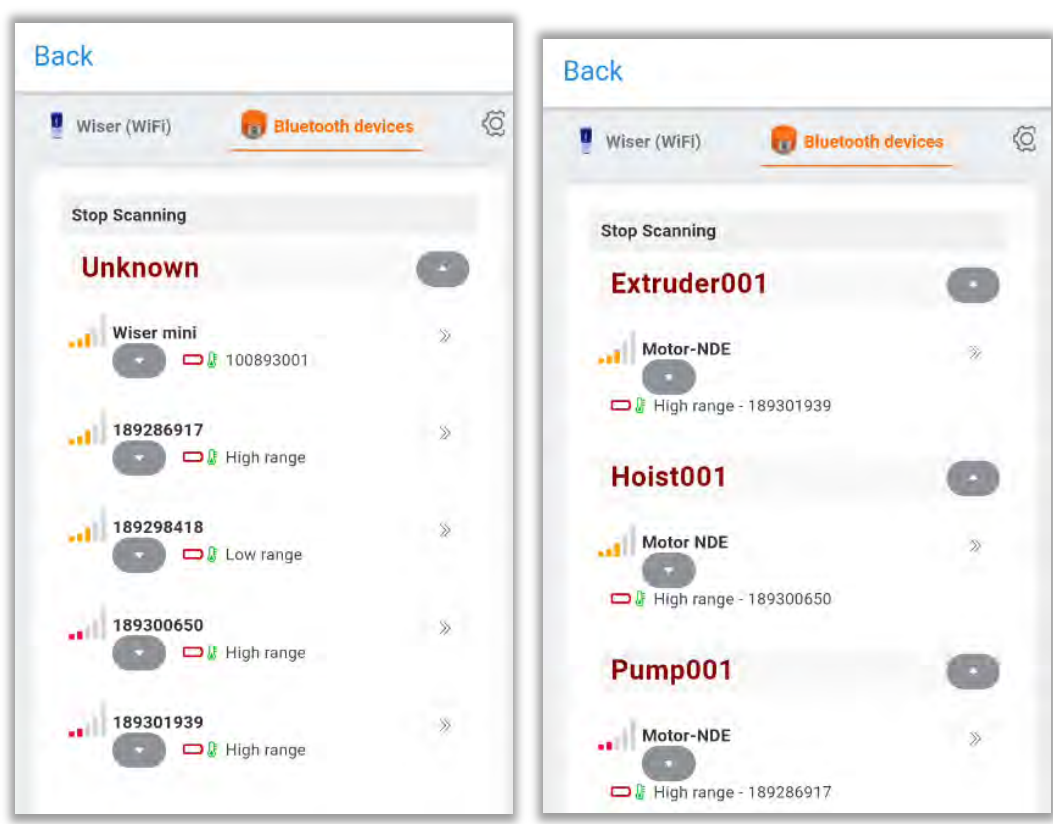 Back
Wiser (WiFi) Bluetooth devices
Stop Scanning
Unknown
Wiser mini
100893001
189286917
High range
189298418
Low range
189300650
High range
189301939
High range
Back
Wiser (WiFi) Bluetooth devices
Stop Scanning
Extruder001
Motor-NDE
High range - 189301939
Hoist001
Motor NDE
High range - 189300650
Pump001
Motor-NDE
High range - 189286917